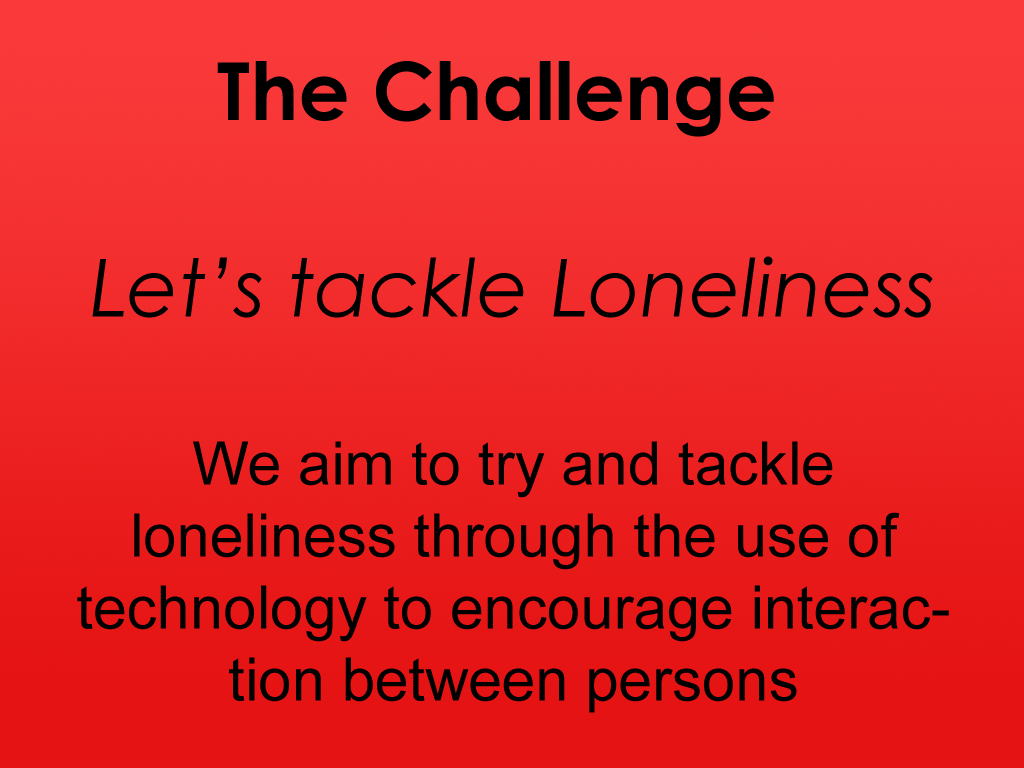 The Challenge
Let’s tackle Loneliness
We aim to try and tackle
loneliness through the use of
technology to encourage interac-
tion between persons